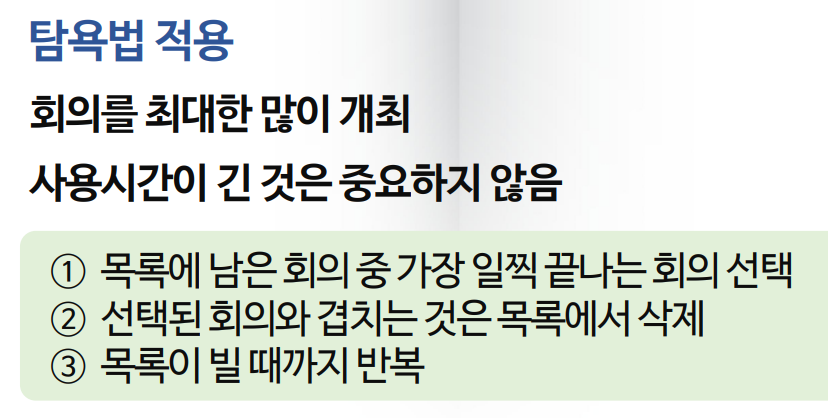 탐욕법 적용
회의를 최대한 많이 개최
사용시간이 긴 것은 중요하지 않음
① 목록에 남은 회의 중 가장 일찍 끝나는 회의 선택
② 선택된 회의와 겹치는 것은 목록에서 삭제
③ 목록이 빌 때까지 반복